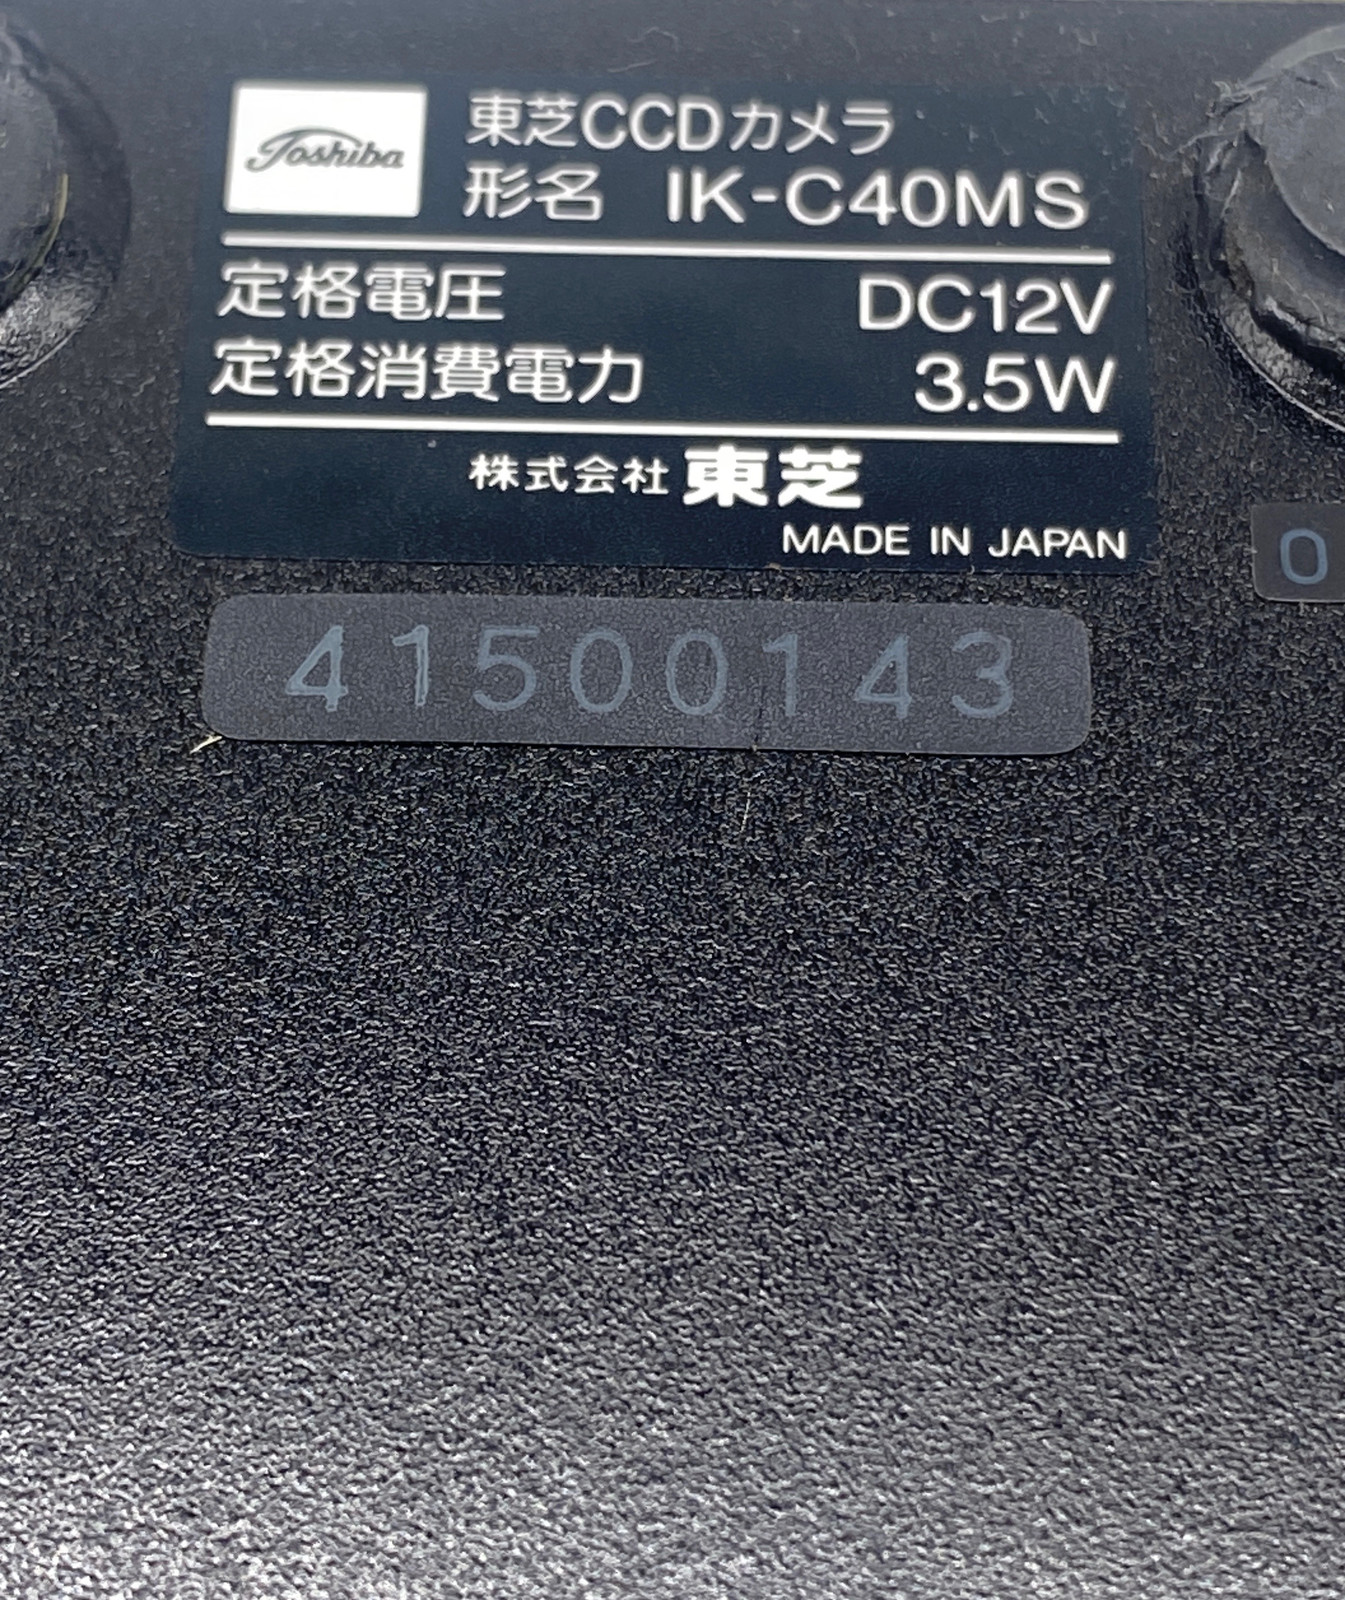 Toshiba
東芝CCDカメラ
形名 IK-C40MS
定格電圧 DC12V
定格消費電力 3.5W
株式会社 東芝
MADE IN JAPAN
0
41500143